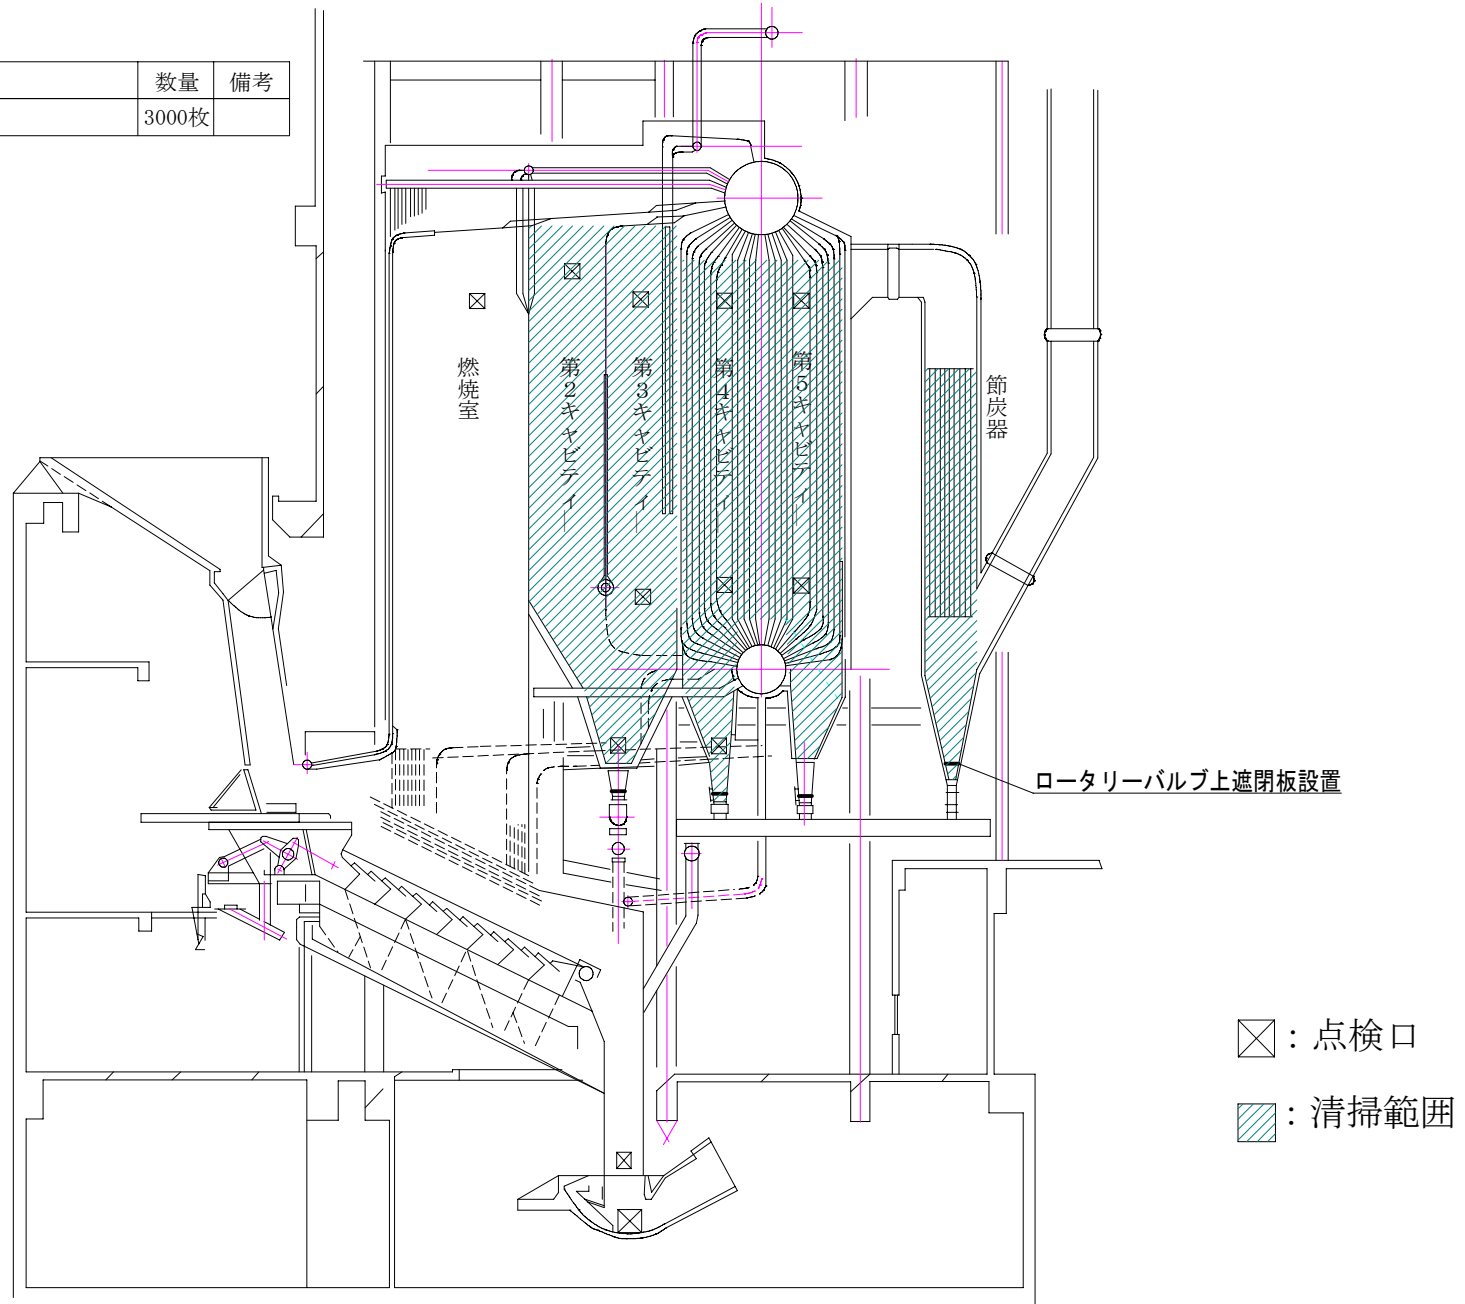 数量 備考
3000枚
燃焼室
第2キャビティー
第3キャビティー
第4キャビティー
第5キャビティー
節炭器
ロータリーバルブ上遮閉板設置
：点検口
：清掃範囲